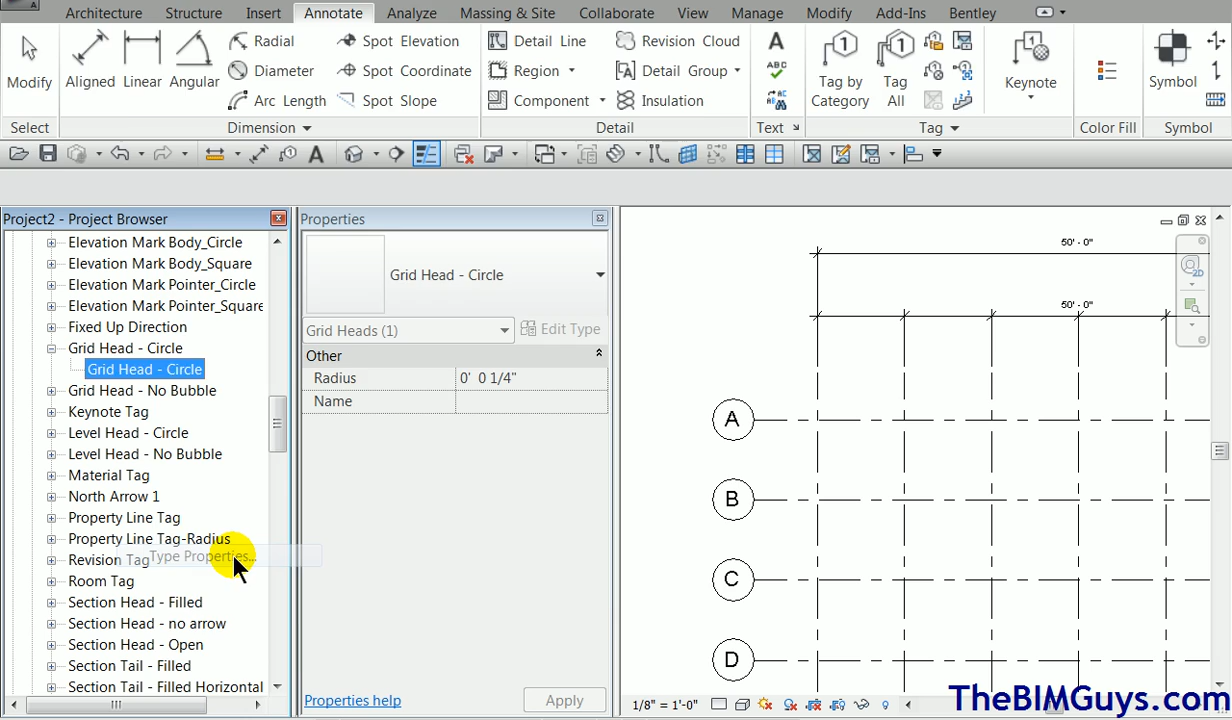 Architecture Structure Insert Annotate Analyze Massing & Site Collaborate View Manage Modify Add-Ins Bentley
Radial Spot Elevation Detail Line Revision Cloud
Diameter Spot Coordinate Region Detail Group
Modify Aligned Linear Angular Tag by Category Tag All Keynote Symbol
Arc Length Spot Slope Component Insulation
Select Dimension Detail Text Tag Color Fill Symbol
Project2 - Project Browser
Elevation Mark Body_Circle
Elevation Mark Body_Square
Elevation Mark Pointer_Circle
Elevation Mark Pointer_Square
Fixed Up Direction
Grid Head - Circle
Grid Head - Circle
Grid Head - No Bubble
Keynote Tag
Level Head - Circle
Level Head - No Bubble
Material Tag
North Arrow 1
Property Line Tag
Property Line Tag-Radius
Type Properties...
Revision Tag
Room Tag
Section Head - Filled
Section Head - no arrow
Section Head - Open
Section Tail - Filled
Section Tail - Filled Horizontal
Properties
Grid Head - Circle
Grid Heads (1) Edit Type
Other
Radius 0' 0 1/4"
Name
Properties help Apply
50' - 0"
50' - 0"
2D
A
B
C
D
1/8" = 1'-0"
TheBIMGuys.com